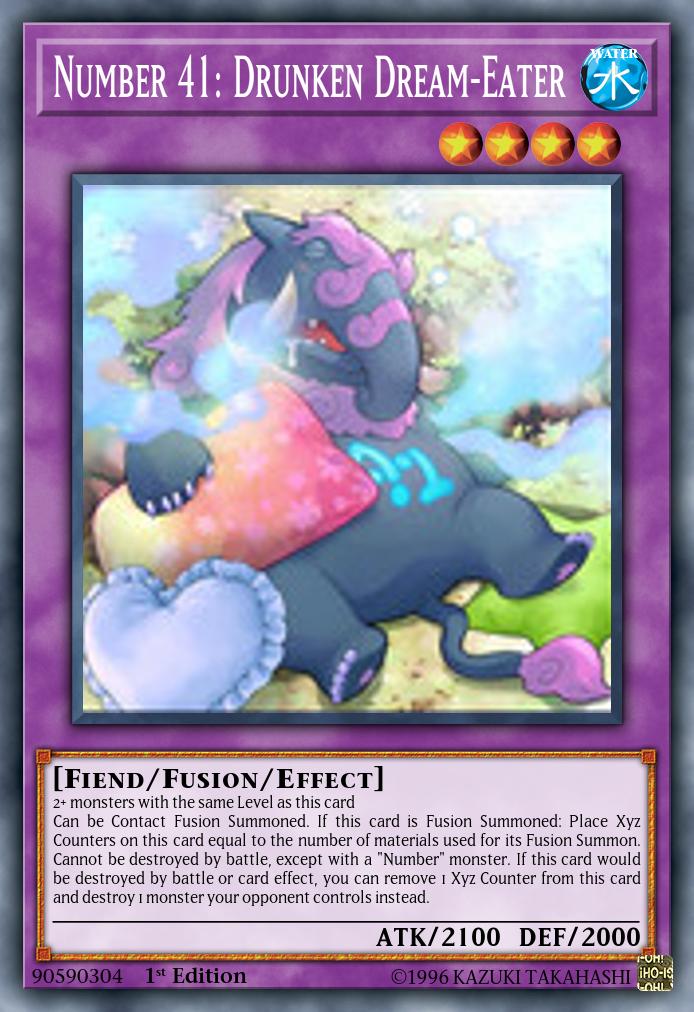 NUMBER 41: DRUNKEN DREAM-EATER
WATER
水
[FIEND/FUSION/EFFECT]
2+ monsters with the same Level as this card
Can be Contact Fusion Summoned. If this card is Fusion Summoned: Place Xyz
Counters on this card equal to the number of materials used for its Fusion Summon.
Cannot be destroyed by battle, except with a "Number" monster. If this card would
be destroyed by battle or card effect, you can remove 1 Xyz Counter from this card
and destroy 1 monster your opponent controls instead.
ATK/2100 DEF/2000
90590304 1st Edition ©1996 KAZUKI TAKAHASHI